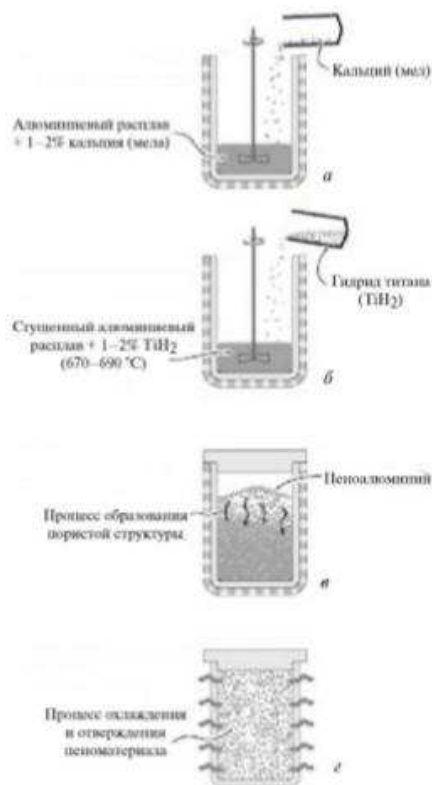 Кальций (мел)
Алюминиевый расплав
+ 1–2% кальция (мела)
а
Гидрид титана
(TiH2)
Сгущенный алюминиевый
расплав + 1–2% TiH2
(670–690 °C)
б
Пеноалюминий
Процесс образования
пористой структуры
в
Процесс охлаждения
и отверждения
пеноматериала
г